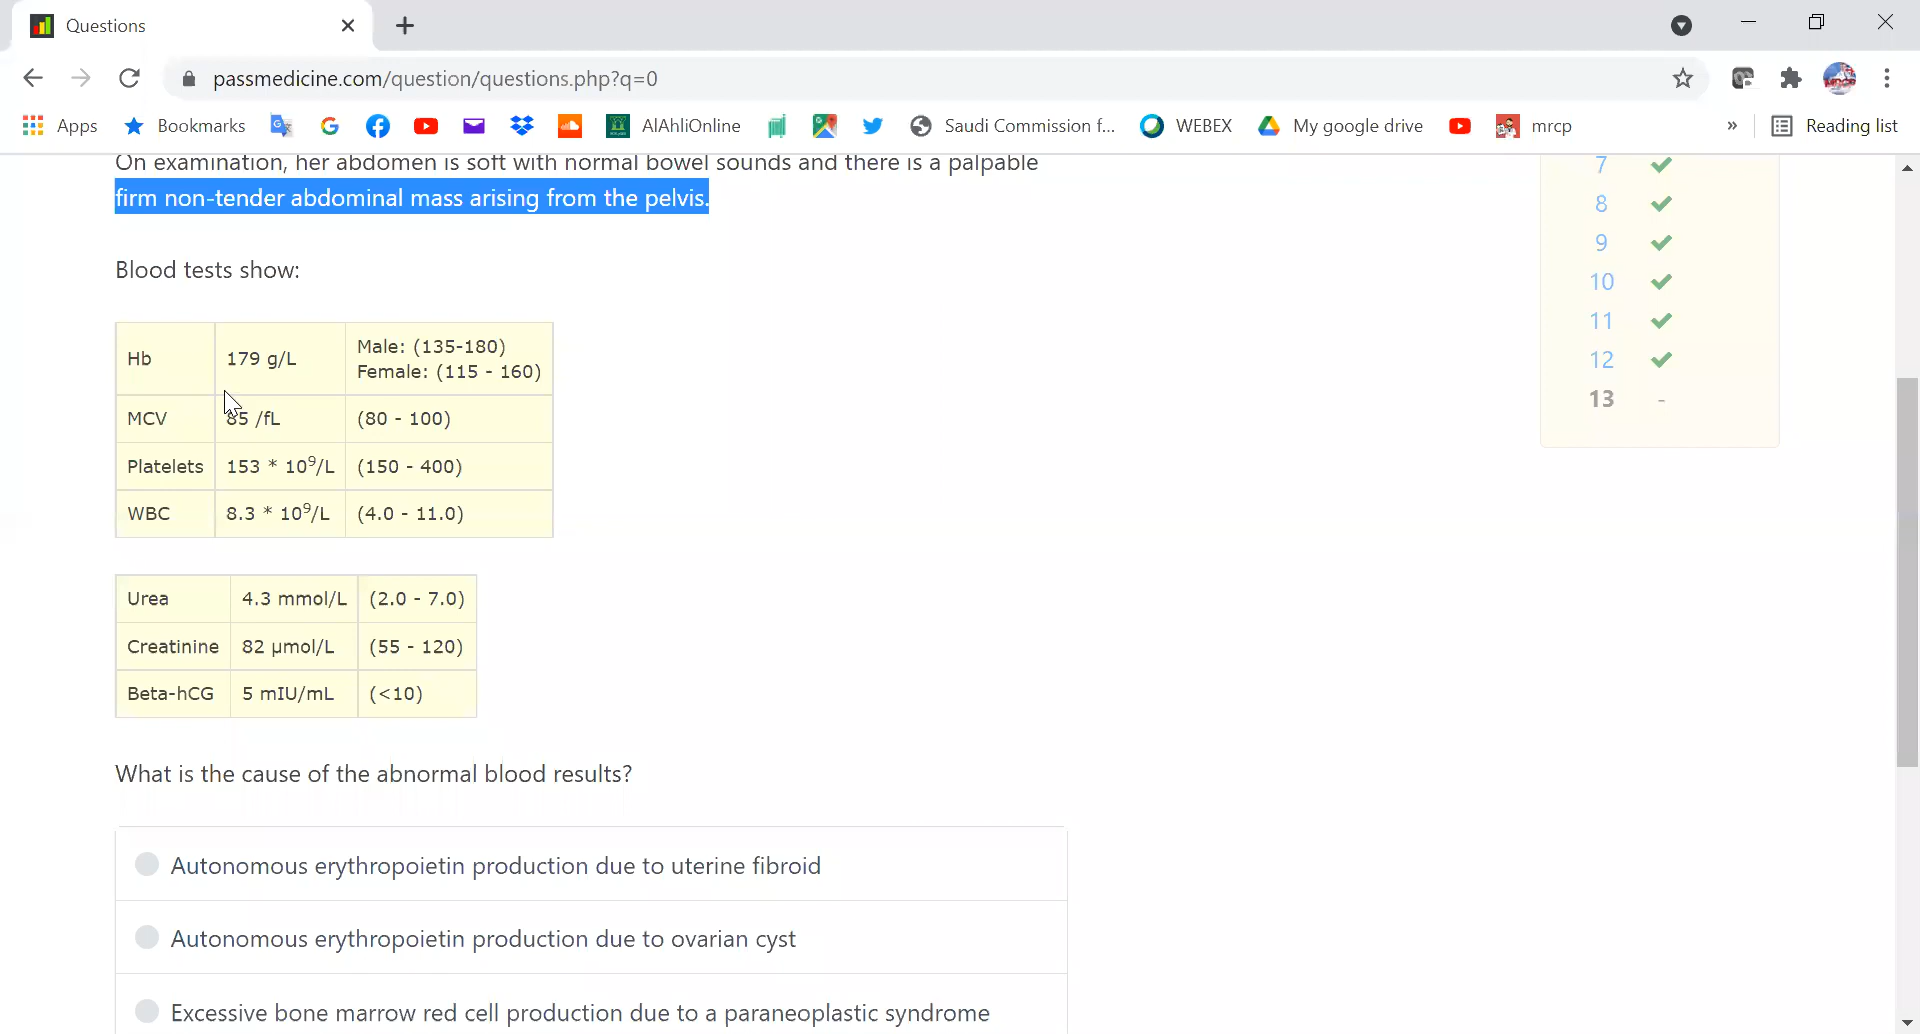 Questions
passmedicine.com/question/questions.php?q=0
Apps Bookmarks AlAhliOnline Saudi Commission f... WEBEX My google drive mrcp » Reading list
On examination, her abdomen is soft with normal bowel sounds and there is a palpable
firm non-tender abdominal mass arising from the pelvis.
Blood tests show:
Hb 179 g/L Male: (135-180)
Female: (115 - 160)
MCV 85 /fL (80 - 100)
Platelets 153 * 10⁹/L (150 - 400)
WBC 8.3 * 10⁹/L (4.0 - 11.0)
Urea 4.3 mmol/L (2.0 - 7.0)
Creatinine 82 µmol/L (55 - 120)
Beta-hCG 5 mIU/mL (<10)
What is the cause of the abnormal blood results?
Autonomous erythropoietin production due to uterine fibroid
Autonomous erythropoietin production due to ovarian cyst
Excessive bone marrow red cell production due to a paraneoplastic syndrome
7
8
9
10
11
12
13 -